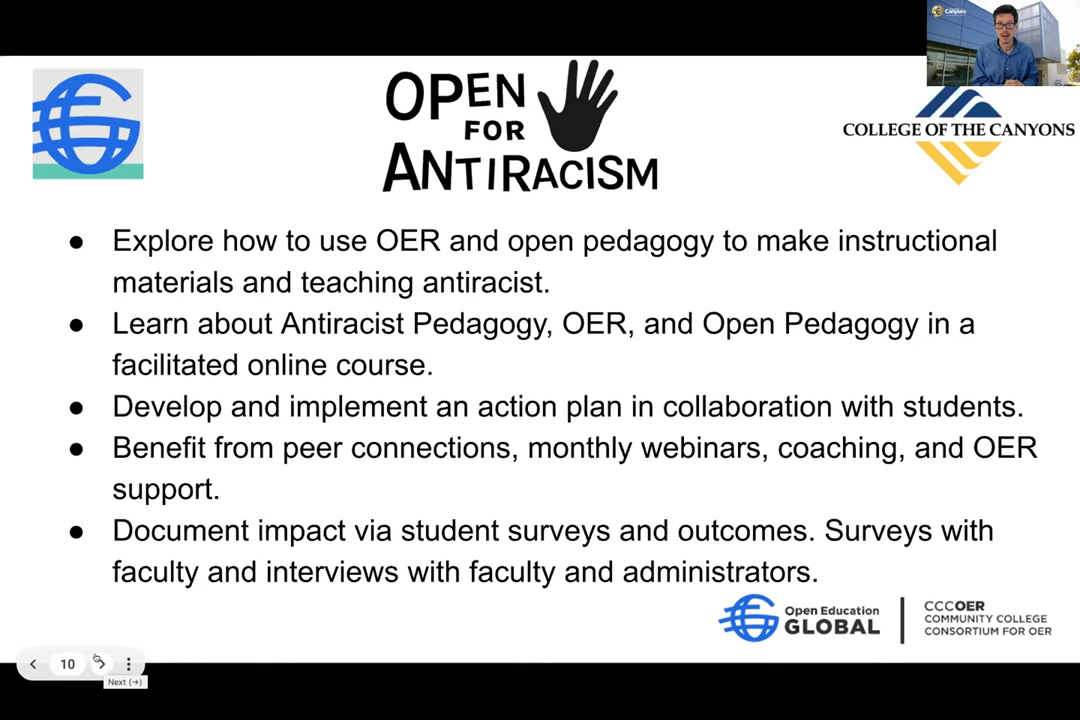 Canyons
OPEN
FOR
ANTIRACISM
COLLEGE OF THE CANYONS
● Explore how to use OER and open pedagogy to make instructional
materials and teaching antiracist.
● Learn about Antiracist Pedagogy, OER, and Open Pedagogy in a
facilitated online course.
● Develop and implement an action plan in collaboration with students.
● Benefit from peer connections, monthly webinars, coaching, and OER
support.
● Document impact via student surveys and outcomes. Surveys with
faculty and interviews with faculty and administrators.
Open Education
GLOBAL
CCCOER
COMMUNITY COLLEGE
CONSORTIUM FOR OER
10
Next (→)